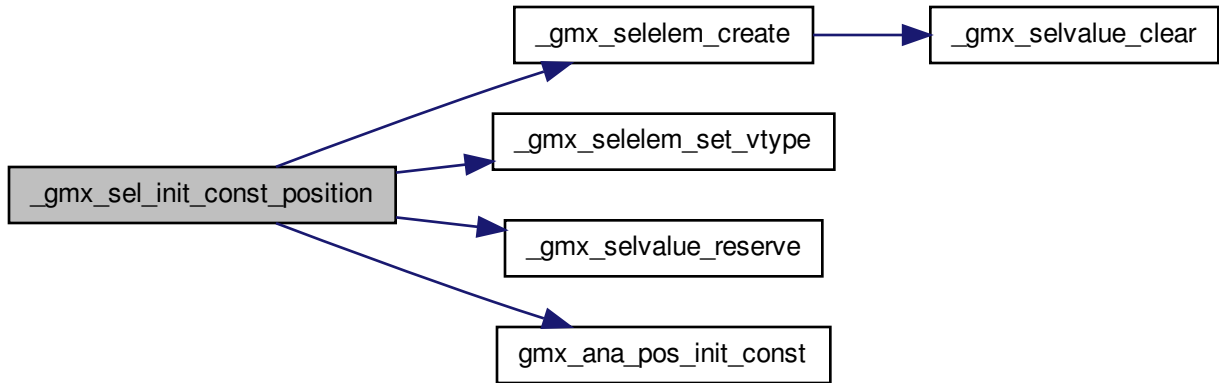 _gmx_selelem_create
_gmx_selvalue_clear
_gmx_selelem_set_vtype
_gmx_sel_init_const_position
_gmx_selvalue_reserve
gmx_ana_pos_init_const